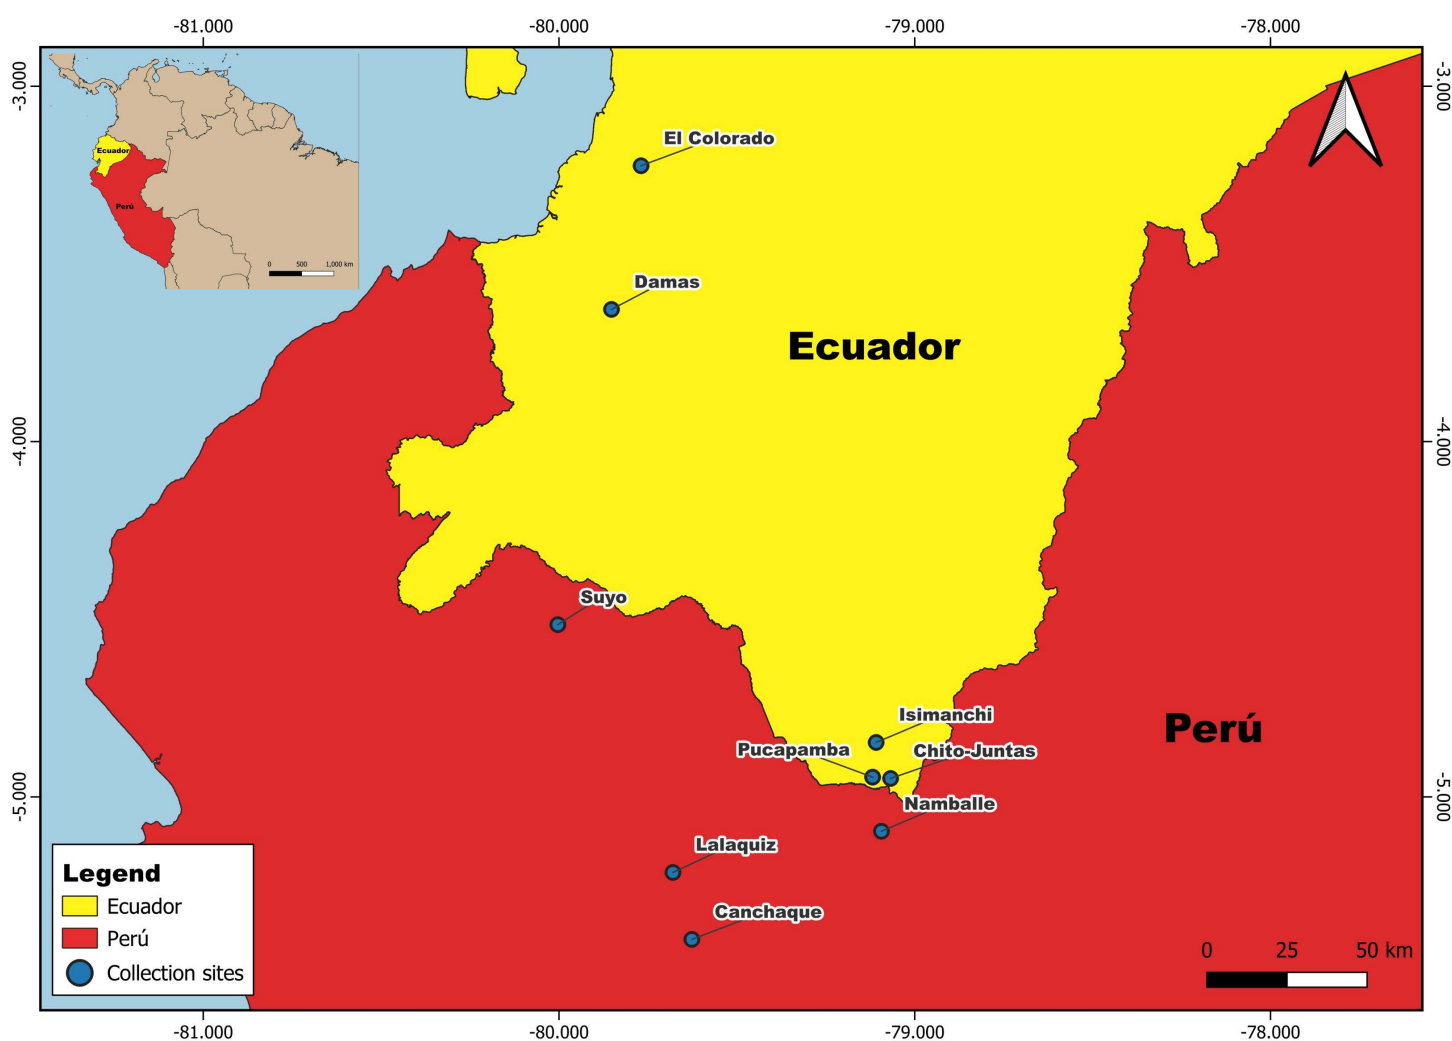 -81.000 -80.000 -79.000 -78.000
-3.000 -3.000
Ecuador
Perú
0 500 1,000 km
El Colorado
Damas
Ecuador
-4.000 -4.000
Suyo
Isimanchi
Perú
Pucapamba Chito-Juntas
-5.000 -5.000
Namballe
Lalaquiz
Canchaque
Legend
Ecuador
Perú
Collection sites
0 25 50 km
-81.000 -80.000 -79.000 -78.000